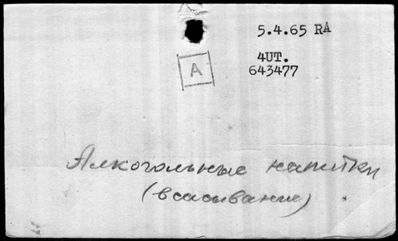 5.4.65 RA
4UT.
643477
A
Алкогольные напитки
(всасывание)